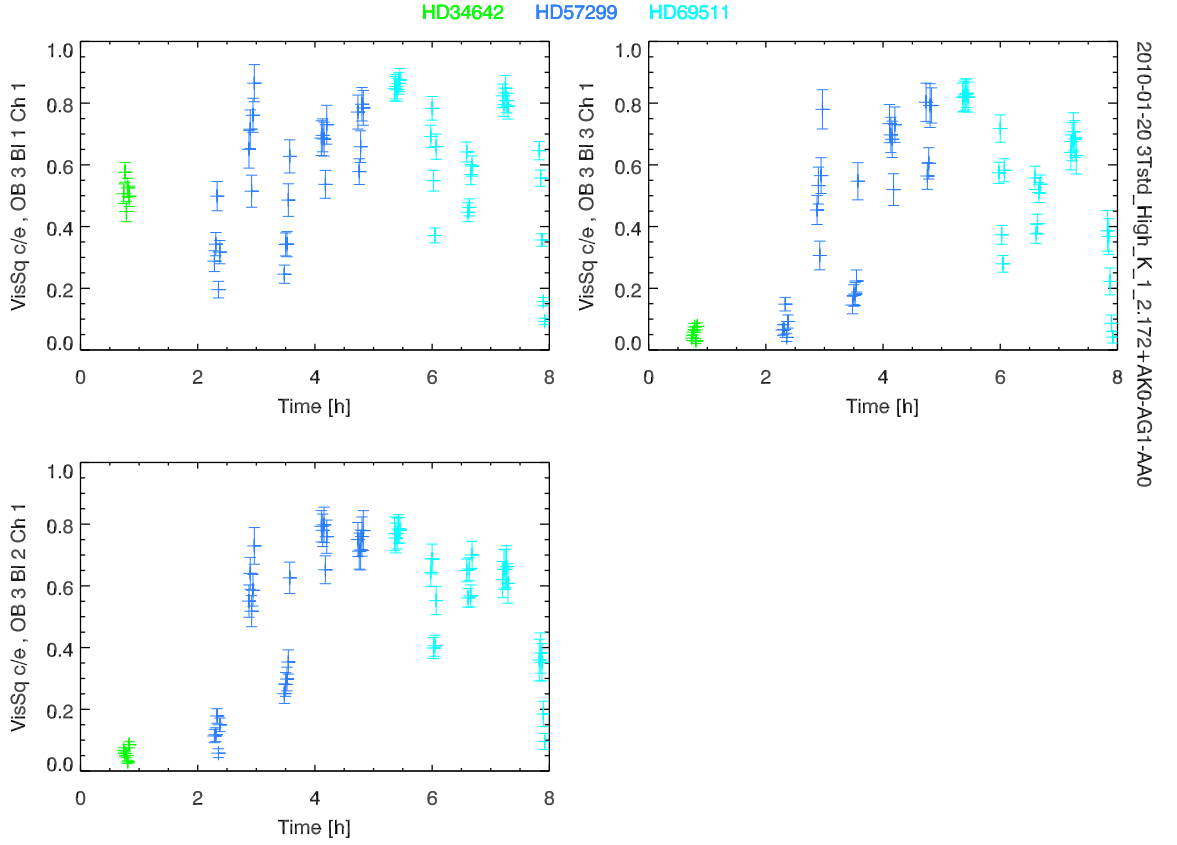 HD34642 HD57299 HD69511
VisSq c/e , OB 3 Bl 1 Ch 1
1.0
0.8
0.6
0.4
0.2
0.0
0 2 4 6 8
Time [h]
VisSq c/e , OB 3 Bl 3 Ch 1
1.0
0.8
0.6
0.4
0.2
0.0
0 2 4 6 8
Time [h]
2010-01-20 3Tstd_High_K_1_2.172+AK0-AG1-AA0
VisSq c/e , OB 3 Bl 2 Ch 1
1.0
0.8
0.6
0.4
0.2
0.0
0 2 4 6 8
Time [h]